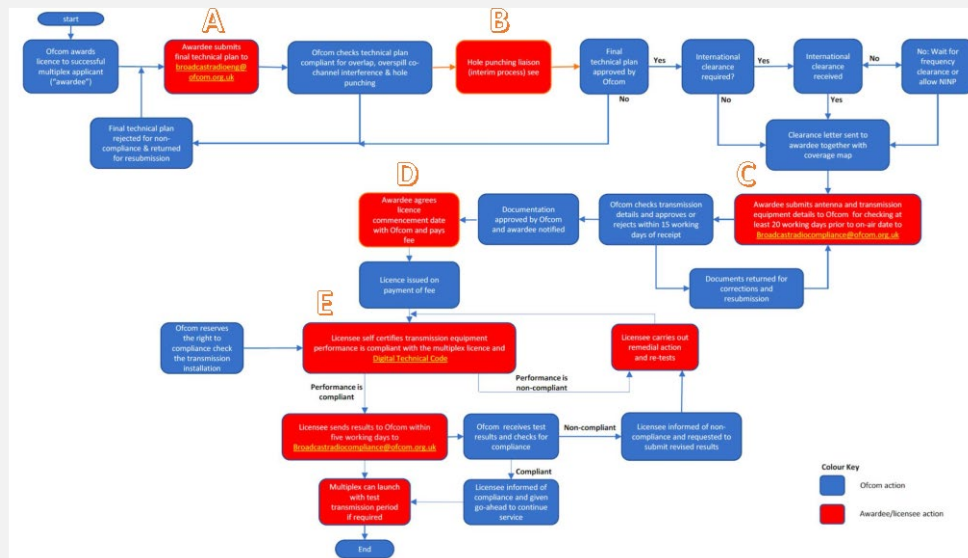 A
B
start
Ofcom awards
licence to successful
multiplex applicant
("awardee")
Awardee submits
final technical plan to
broadcastradioeng@
ofcom.org.uk
Ofcom checks technical plan
compliant for overlap, overspill co-
channel interference & hole
punching
Hole punching liaison
(interim process) see
Final
technical plan
approved by
Ofcom
Yes
No
International
clearance
required?
Yes
No
International
clearance
received
No
Yes
No: Wait for
frequency
clearance or
allow NINP
Final technical plan
rejected for non-
compliance & returned
for resubmission
Clearance letter sent to
awardee together with
coverage map
C
D
Awardee agrees
licence
commencement date
with Ofcom and pays
fee
Documentation
approved by Ofcom
and awardee notified
Ofcom checks transmission
details and approves or
rejects within 15 working
days of receipt
Awardee submits antenna and transmission
equipment details to Ofcom for checking at
least 20 working days prior to on-air date to
Broadcastradiocompliance@ofcom.org.uk
Licence issued on
payment of fee
Documents returned for
corrections and
resubmission
E
Ofcom reserves
the right to
compliance check
the transmission
installation
Licensee self certifies transmission equipment
performance is compliant with the multiplex licence and
Digital Technical Code
Licensee carries out
remedial action
and re-tests
Performance is
compliant
Performance is
non-compliant
Licensee sends results to Ofcom within
five working days to
Broadcastradiocompliance@ofcom.org.uk
Ofcom receives test
results and checks for
compliance
Non-compliant
Licensee informed of non-
compliance and requested to
submit revised results
Compliant
Multiplex can launch
with test
transmission period
if required
Licensee informed of
compliance and given
go-ahead to continue
service
End
Colour Key
Ofcom action
Awardee/licensee action